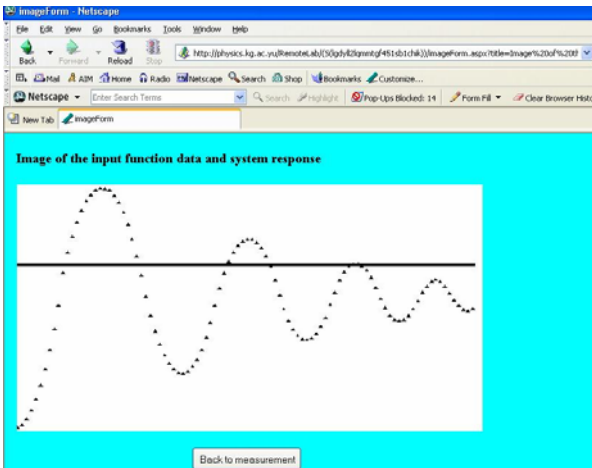 imageForm - Netscape
File Edit View Go Bookmarks Tools Window Help
Back Forward Reload Stop
Mail AIM Home Radio Netscape Search Shop Bookmarks Customize...
Netscape Enter Search Terms Search Highlight Pop-Ups Blocked: 14 Form Fill Clear Browser
New Tab imageForm
Image of the input function data and system response
Back to measurement